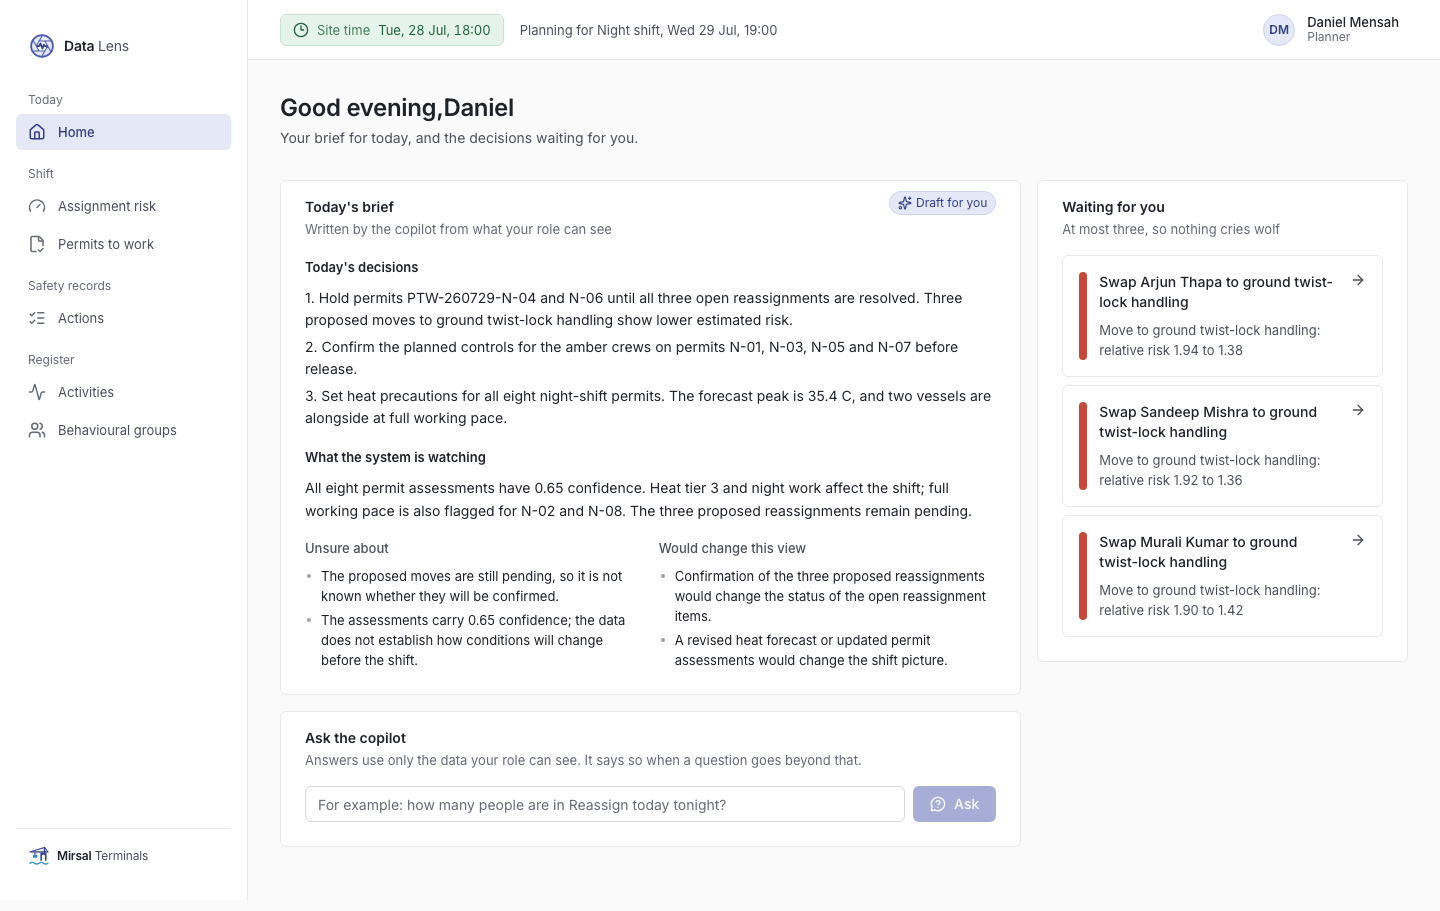 Data Lens
Today
Home
Shift
Assignment risk
Permits to work
Safety records
Actions
Register
Activities
Behavioural groups
Mirsal Terminals
Site time Tue, 28 Jul, 18:00
Planning for Night shift, Wed 29 Jul, 19:00
DM
Daniel Mensah
Planner
Good evening,Daniel
Your brief for today, and the decisions waiting for you.
Today's brief
Draft for you
Written by the copilot from what your role can see
Today's decisions
1. Hold permits PTW-260729-N-04 and N-06 until all three open reassignments are resolved. Three
proposed moves to ground twist-lock handling show lower estimated risk.
2. Confirm the planned controls for the amber crews on permits N-01, N-03, N-05 and N-07 before
release.
3. Set heat precautions for all eight night-shift permits. The forecast peak is 35.4 C, and two vessels are
alongside at full working pace.
What the system is watching
All eight permit assessments have 0.65 confidence. Heat tier 3 and night work affect the shift; full
working pace is also flagged for N-02 and N-08. The three proposed reassignments remain pending.
Unsure about
The proposed moves are still pending, so it is not
known whether they will be confirmed.
The assessments carry 0.65 confidence; the data
does not establish how conditions will change
before the shift.
Would change this view
Confirmation of the three proposed reassignments
would change the status of the open reassignment
items.
A revised heat forecast or updated permit
assessments would change the shift picture.
Ask the copilot
Answers use only the data your role can see. It says so when a question goes beyond that.
For example: how many people are in Reassign today tonight?
Ask
Waiting for you
At most three, so nothing cries wolf
Swap Arjun Thapa to ground twist-
lock handling
Move to ground twist-lock handling:
relative risk 1.94 to 1.38
Swap Sandeep Mishra to ground
twist-lock handling
Move to ground twist-lock handling:
relative risk 1.92 to 1.36
Swap Murali Kumar to ground
twist-lock handling
Move to ground twist-lock handling:
relative risk 1.90 to 1.42